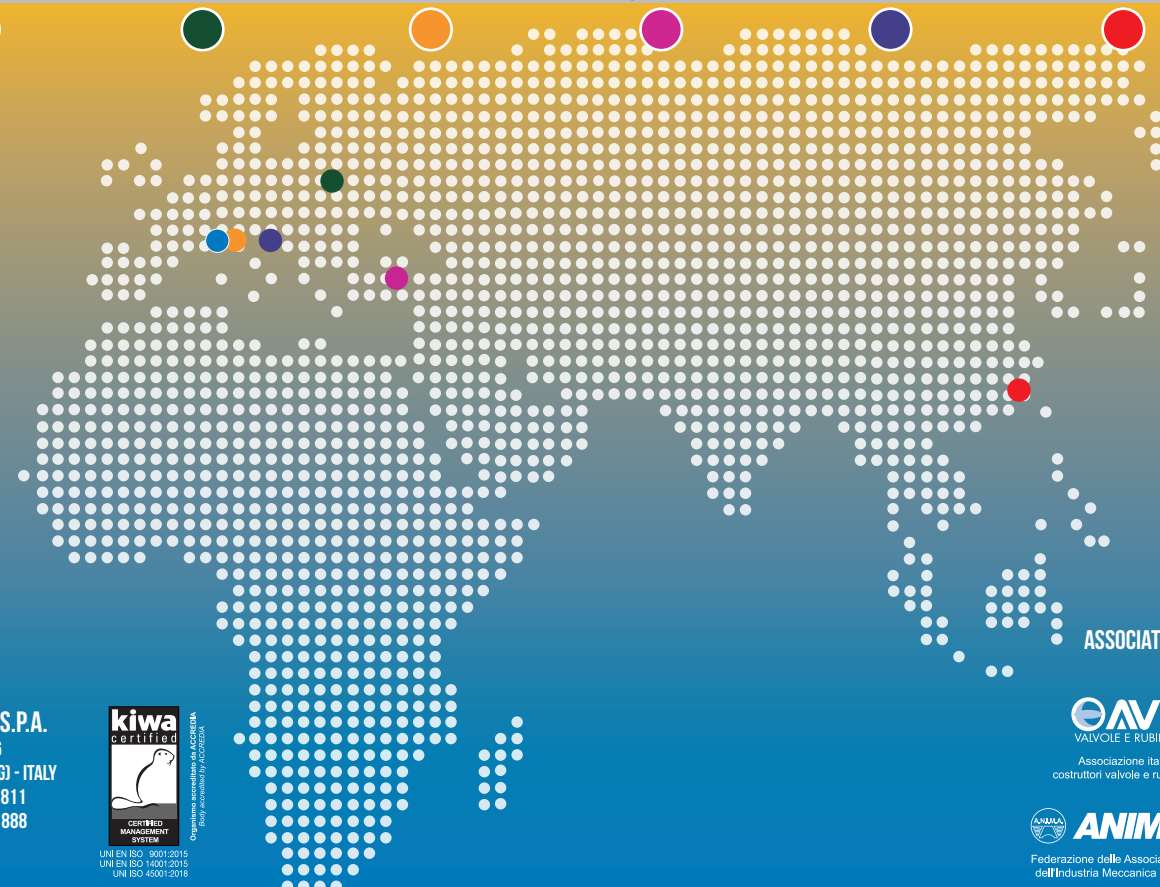 ASSOCIAT
S.P.A.
G) - ITALY
811
888
kiwa
certified
CERTIFIED
MANAGEMENT
SYSTEM
Organismo accreditato da ACCREDIA
Body accredited by ACCREDIA
UNI EN ISO 9001:2015
UNI EN ISO 14001:2015
UNI ISO 45001:2018
AV
VALVOLE E RUBI
Associazione ita
costruttori valvole e ru
A.N.I.M.A.
ANIM
Federazione delle Associa
dell'Industria Meccanica